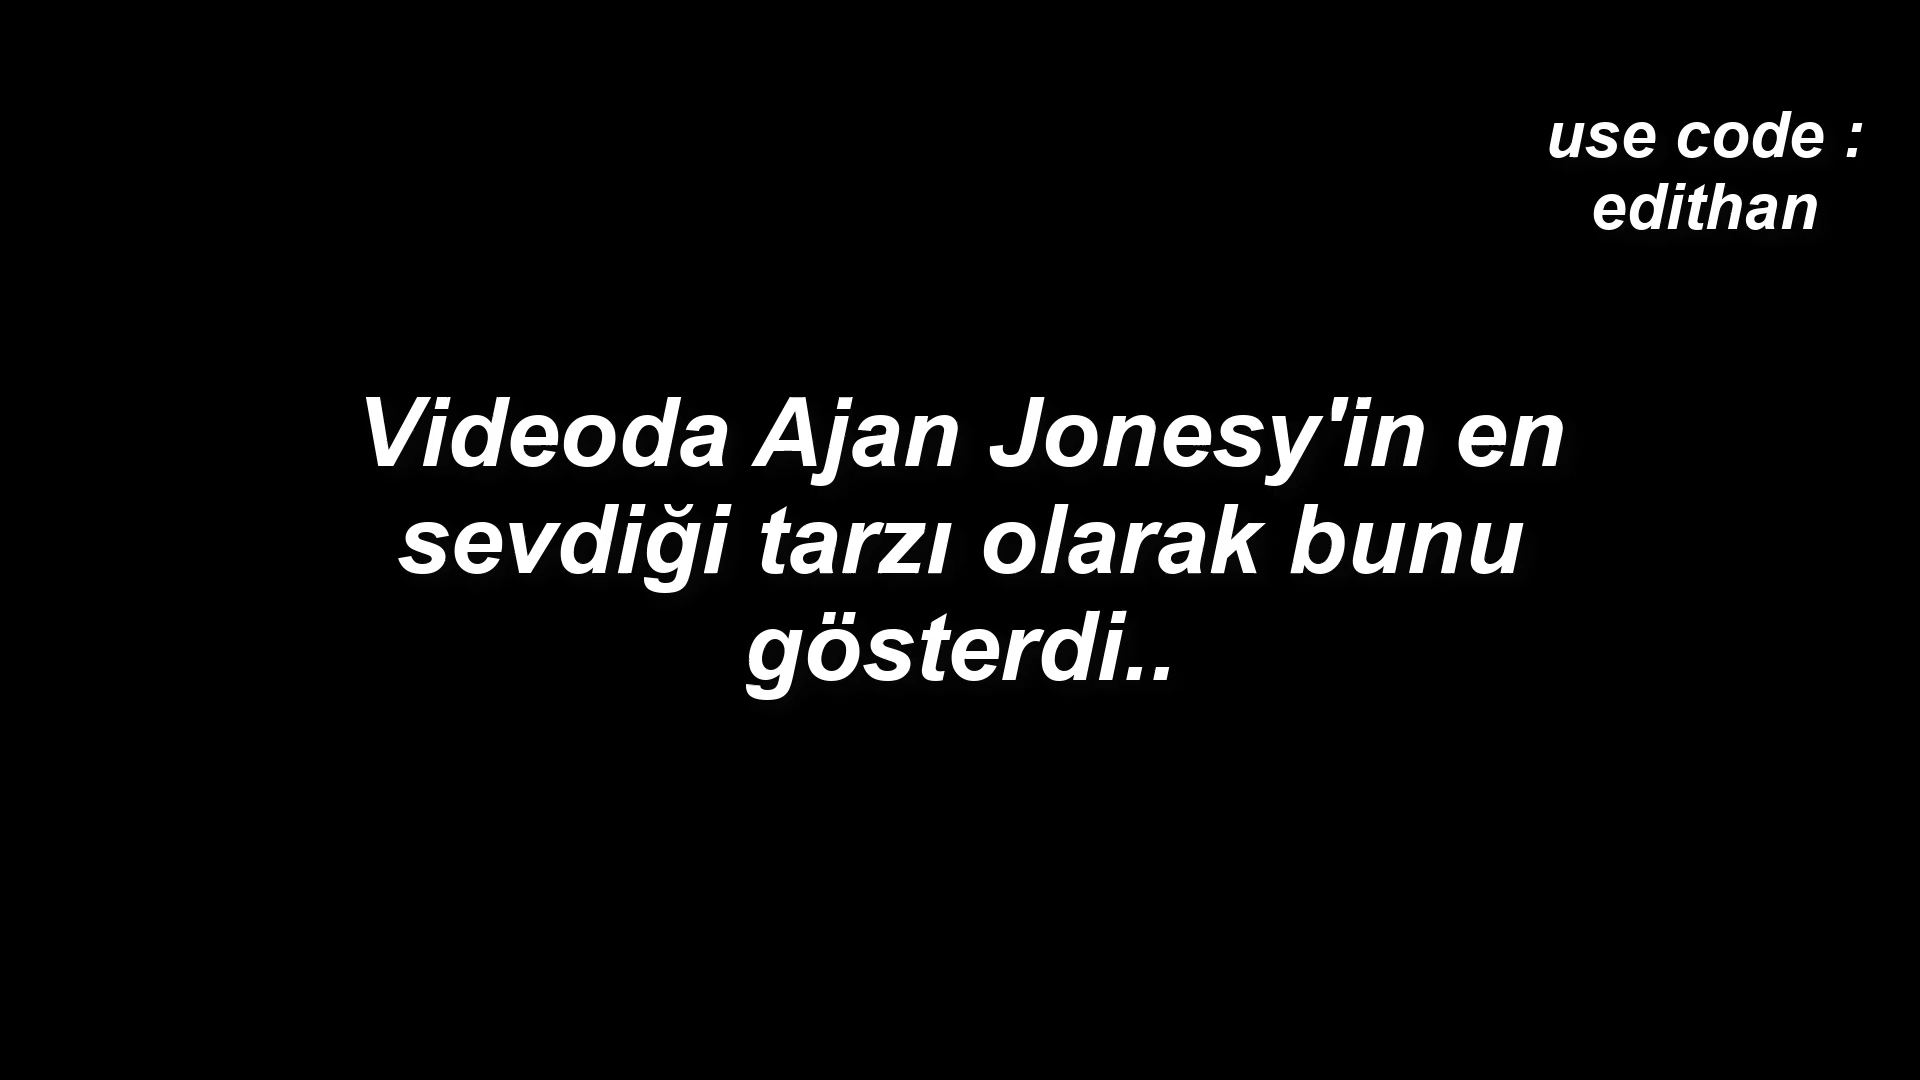 use code :
edithan
Videoda Ajan Jonesy'in en
sevdiği tarzı olarak bunu
gösterdi..